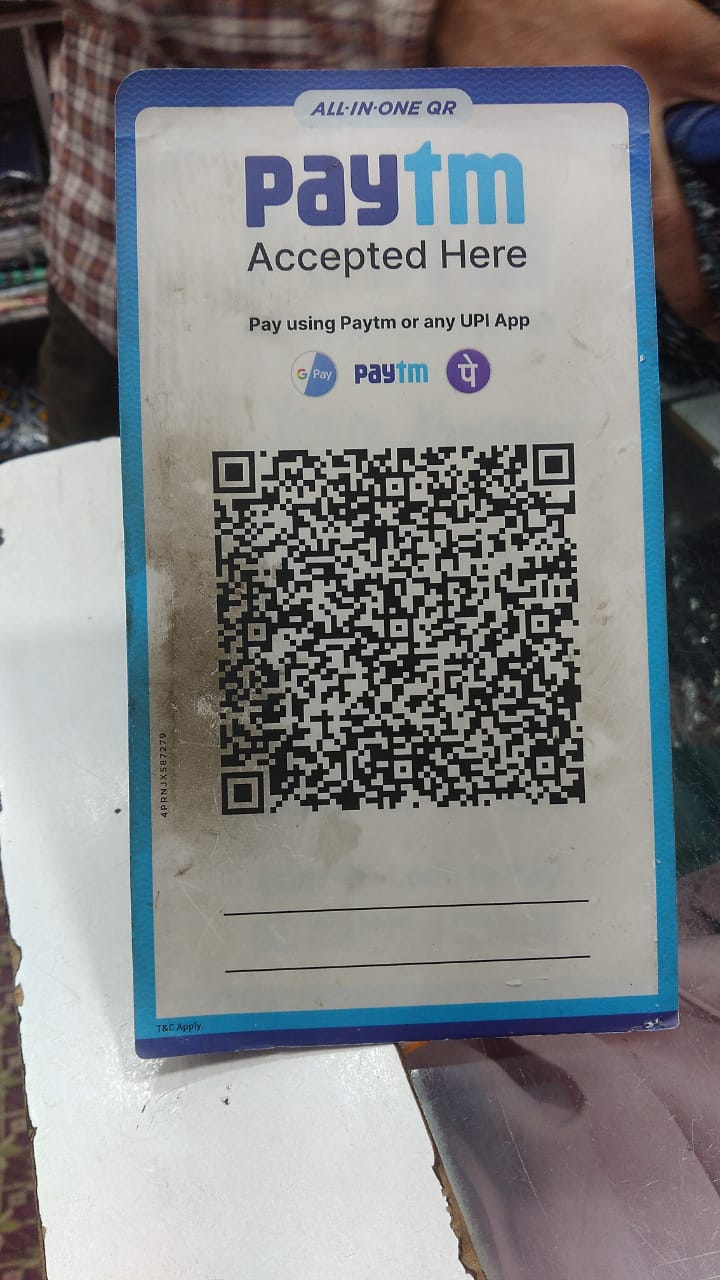 ALL-IN-ONE QR
paytm
Accepted Here
Pay using Paytm or any UPI App
G Pay paytm पे
4PRNJX587279
T&C Apply.